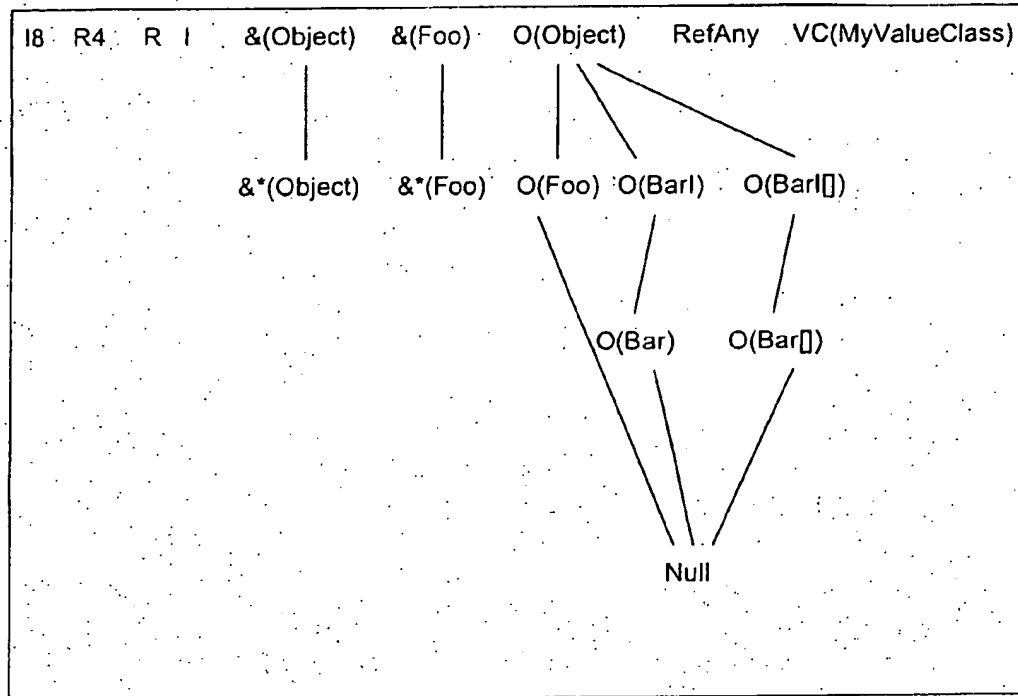 I8 R4 R I &(Object) &(Foo) O(Object) RefAny VC(MyValueClass)
&*(Object) &*(Foo) O(Foo) O(BarI) O(BarI[])
O(Bar) O(Bar[])
Null